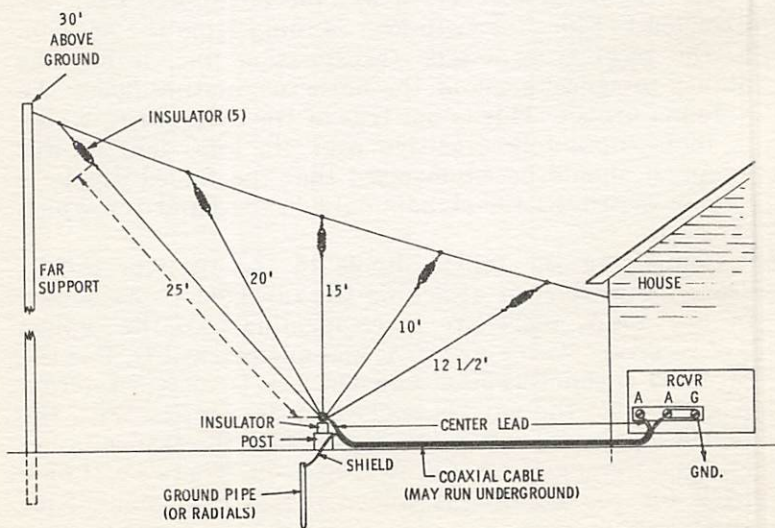 30'
ABOVE
GROUND
INSULATOR (5)
FAR
SUPPORT
25'
20'
15'
10'
12 1/2'
HOUSE
RCVR
A A G
INSULATOR
POST
CENTER LEAD
SHIELD
COAXIAL CABLE
(MAY RUN UNDERGROUND)
GND.
GROUND PIPE
(OR RADIALS)